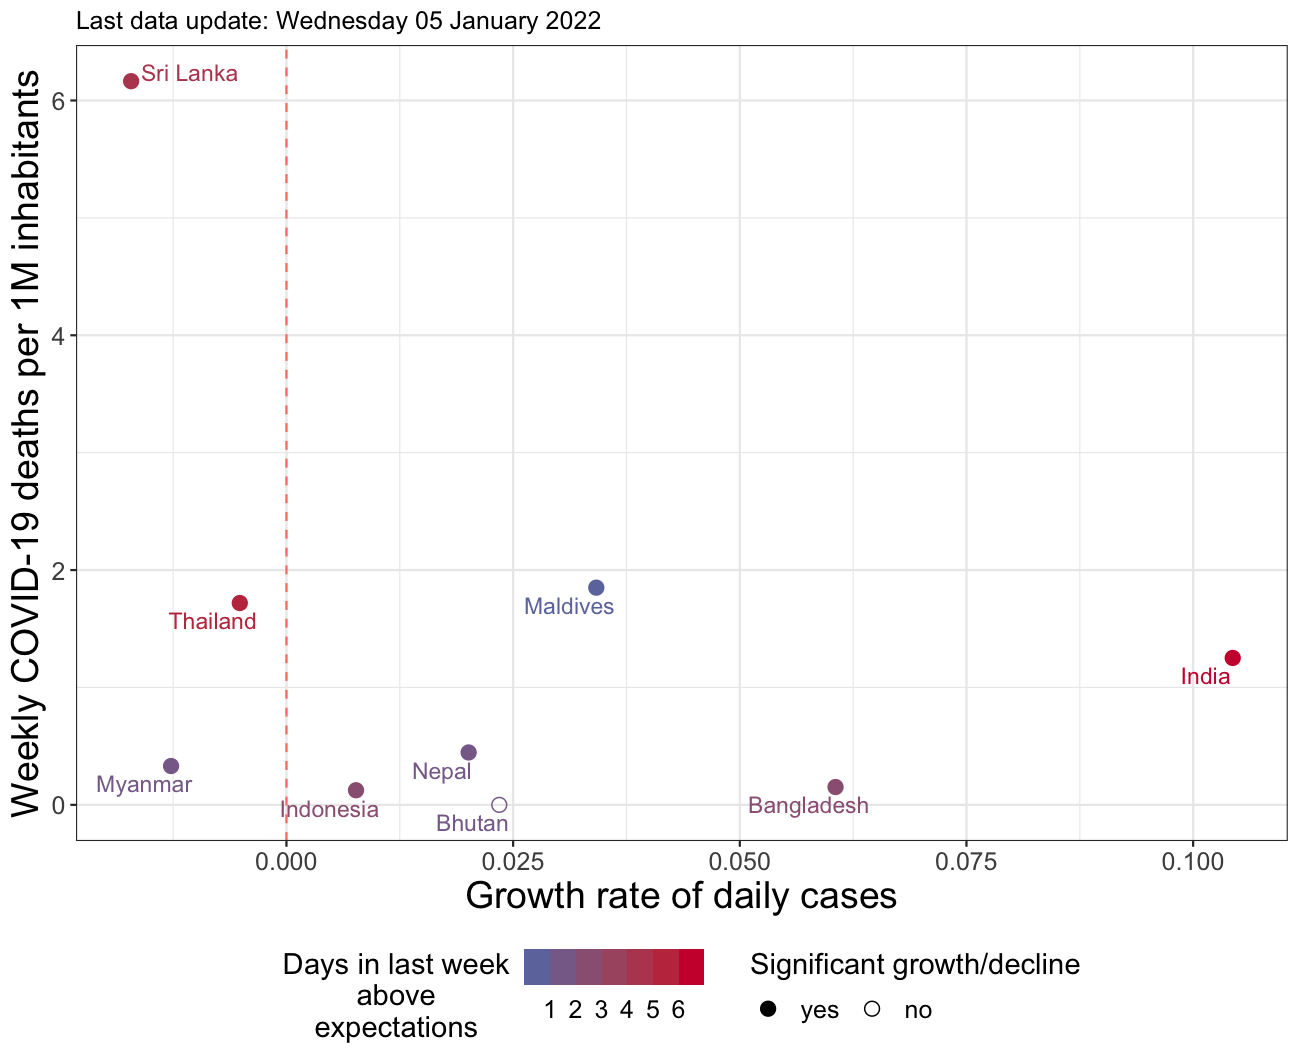 Last data update: Wednesday 05 January 2022
Weekly COVID-19 deaths per 1M inhabitants
6
4
2
0
Sri Lanka
Thailand
Maldives
India
Myanmar
Nepal
Indonesia
Bhutan
Bangladesh
0.000 0.025 0.050 0.075 0.100
Growth rate of daily cases
Days in last week
above
expectations
1 2 3 4 5 6
Significant growth/decline
yes no